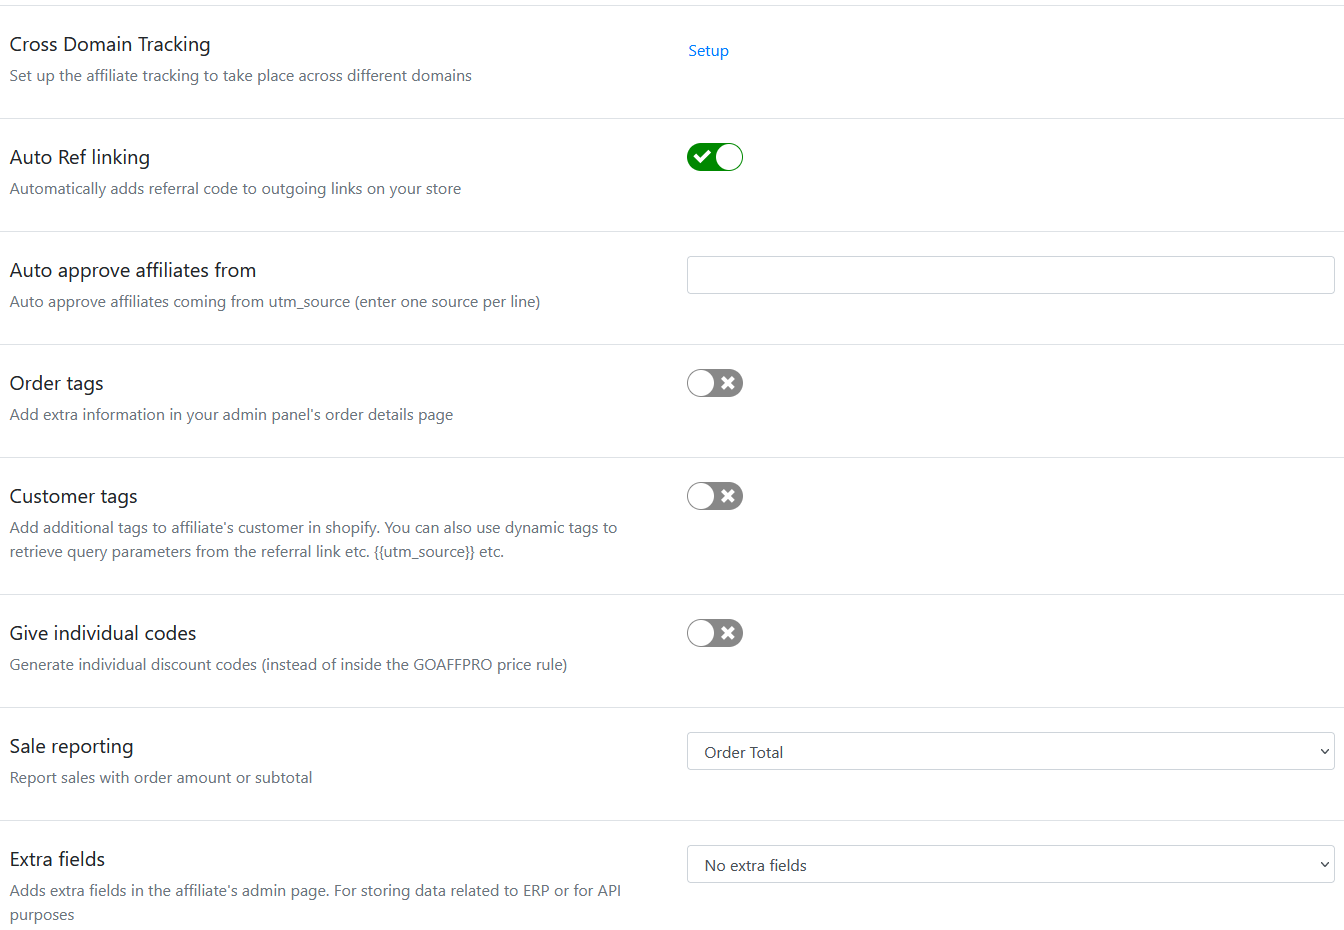 Cross Domain Tracking
Setup
Set up the affiliate tracking to take place across different domains
Auto Ref linking
Automatically adds referral code to outgoing links on your store
Auto approve affiliates from
Auto approve affiliates coming from utm_source (enter one source per line)
Order tags
Add extra information in your admin panel's order details page
Customer tags
Add additional tags to affiliate's customer in shopify. You can also use dynamic tags to
retrieve query parameters from the referral link etc. {{utm_source}} etc.
Give individual codes
Generate individual discount codes (instead of inside the GOAFFPRO price rule)
Sale reporting
Order Total
Report sales with order amount or subtotal
Extra fields
No extra fields
Adds extra fields in the affiliate's admin page. For storing data related to ERP or for API
purposes